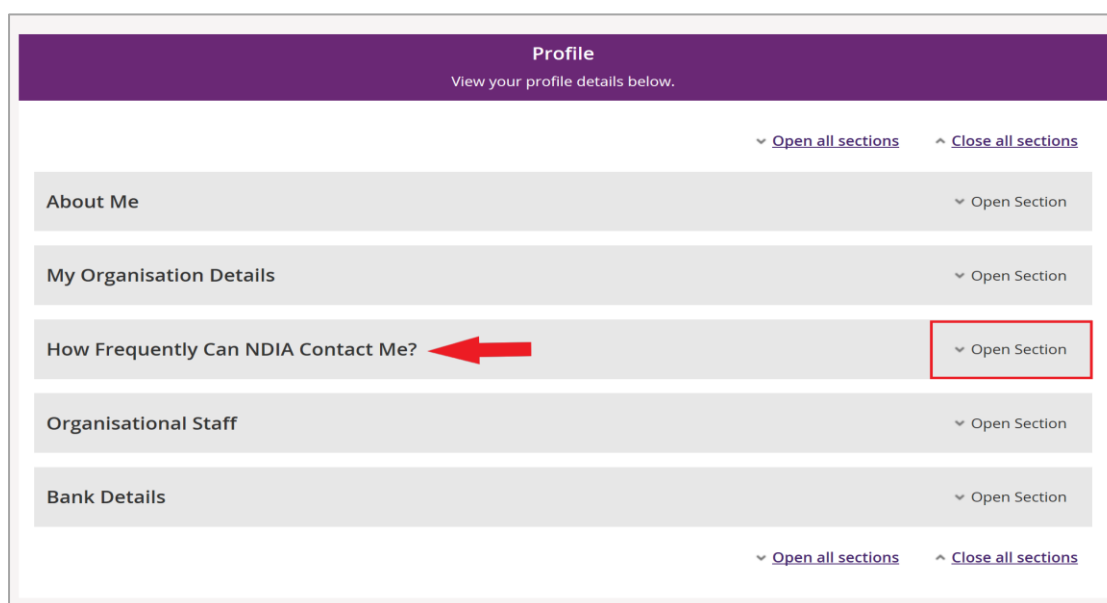 Profile
View your profile details below.
Open all sections Close all sections
About Me Open Section
My Organisation Details Open Section
How Frequently Can NDIA Contact Me? Open Section
Organisational Staff Open Section
Bank Details Open Section
Open all sections Close all sections